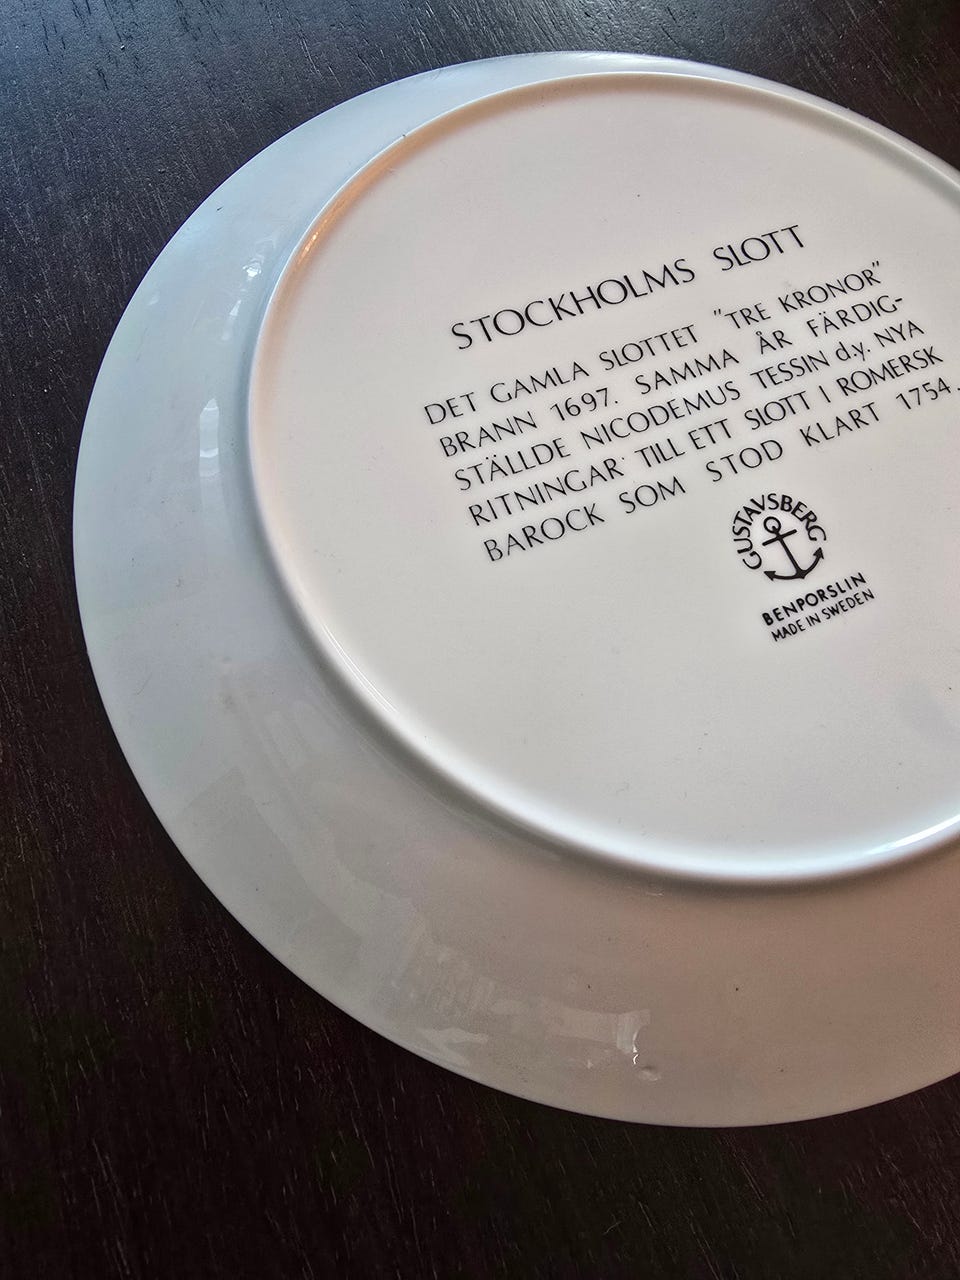 STOCKHOLMS SLOTT
DET GAMLA SLOTTET "TRE KRONOR"
BRANN 1697. SAMMA ÅR FÄRDIG-
STÄLLDE NICODEMUS TESSIN d.y. NYA
RITNINGAR TILL ETT SLOTT I ROMERSK
BAROCK SOM STOD KLART 1754.
GUSTAVSBERG
BENPORSLIN
MADE IN SWEDEN